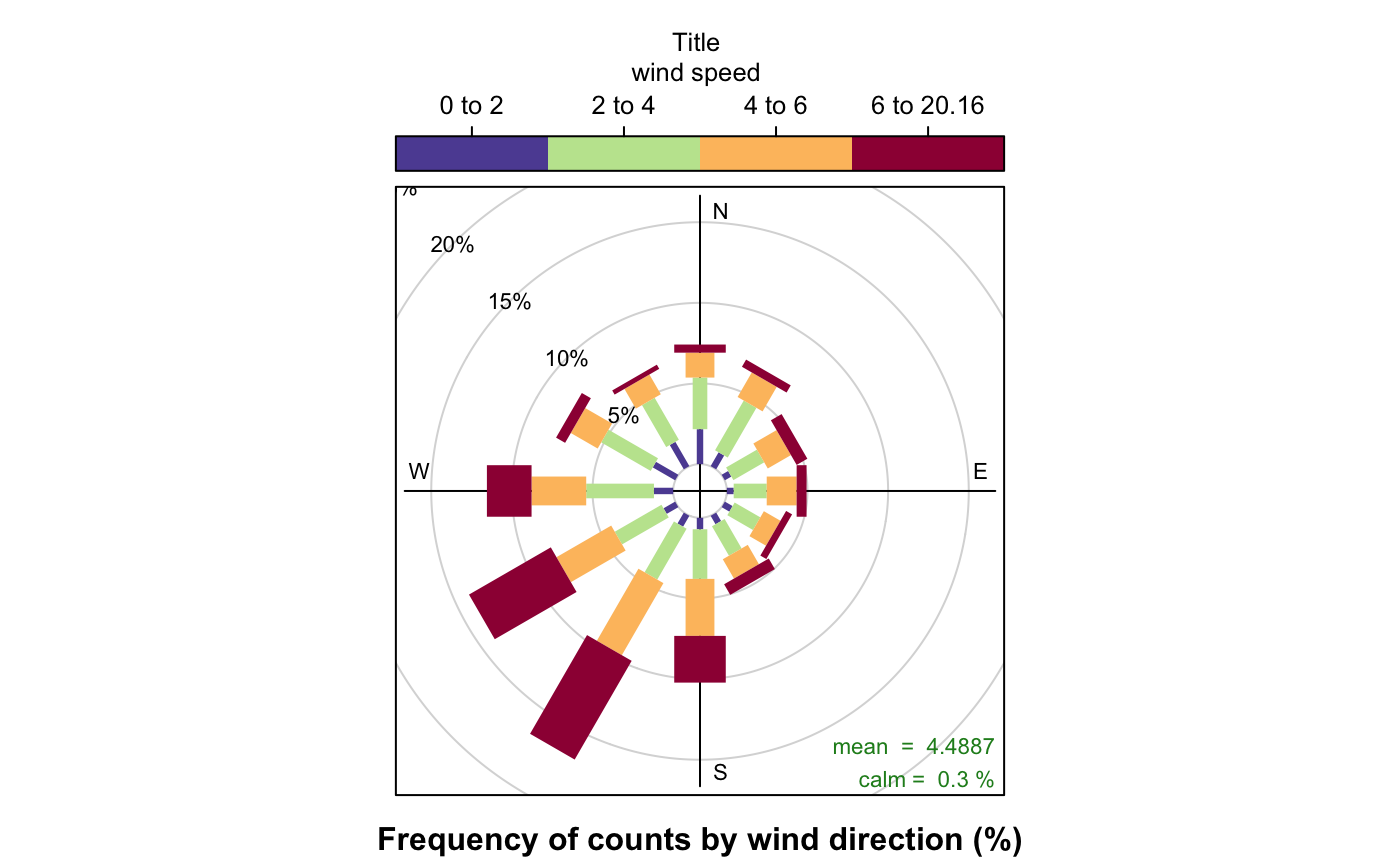 Title
wind speed
0 to 2 2 to 4 4 to 6 6 to 20.16
%
N
20%
15%
10%
5%
W E
mean = 4.4887
S
calm = 0.3 %
Frequency of counts by wind direction (%)